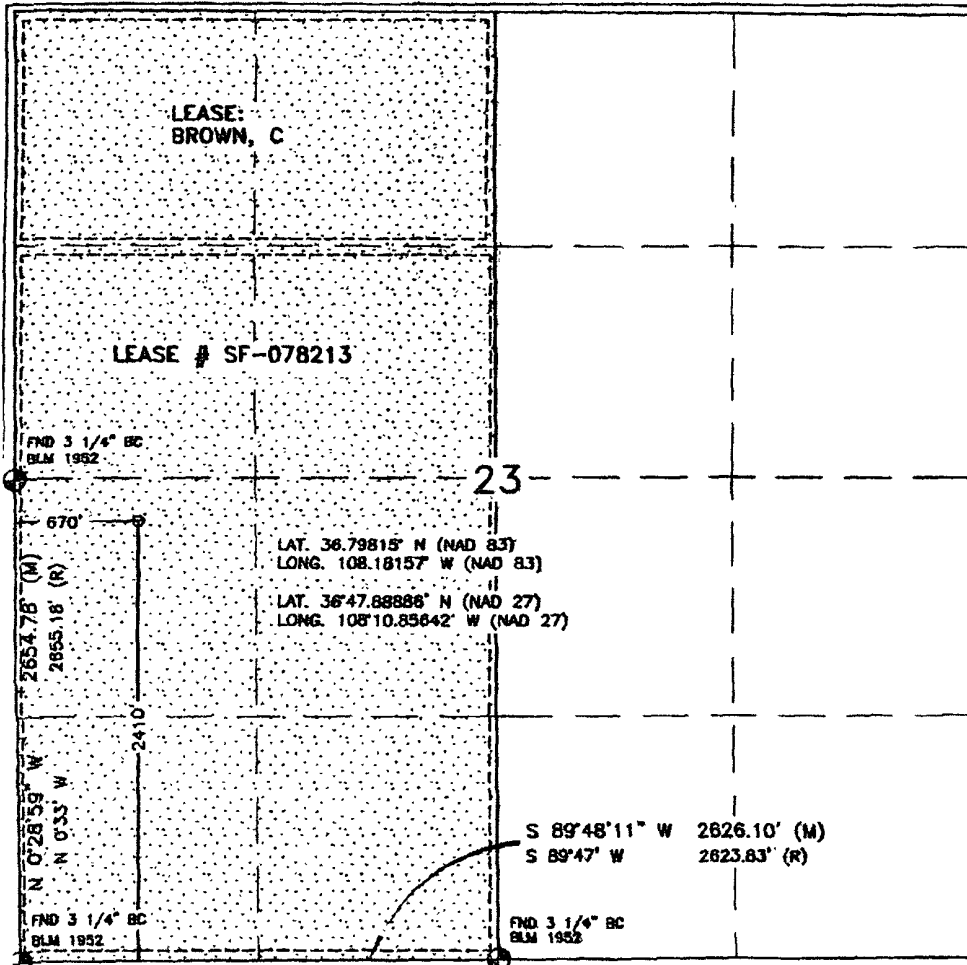 LEASE:
BROWN, C
LEASE # SF-078213
FND 3 1/4" BC
BLM 1952
23
670'
LAT. 36.79815° N (NAD 83)
LONG. 108.18157° W (NAD 83)
LAT. 36°47.88886' N (NAD 27)
LONG. 108°10.85642' W (NAD 27)
2654.78' (M)
2655.18' (R)
2410'
N 0°28'59" W
N 0°33' W
S 89°48'11" W 2626.10' (M)
S 89°47' W 2623.83' (R)
FND 3 1/4" BC
BLM 1952
FND 3 1/4" BC
BLM 1952